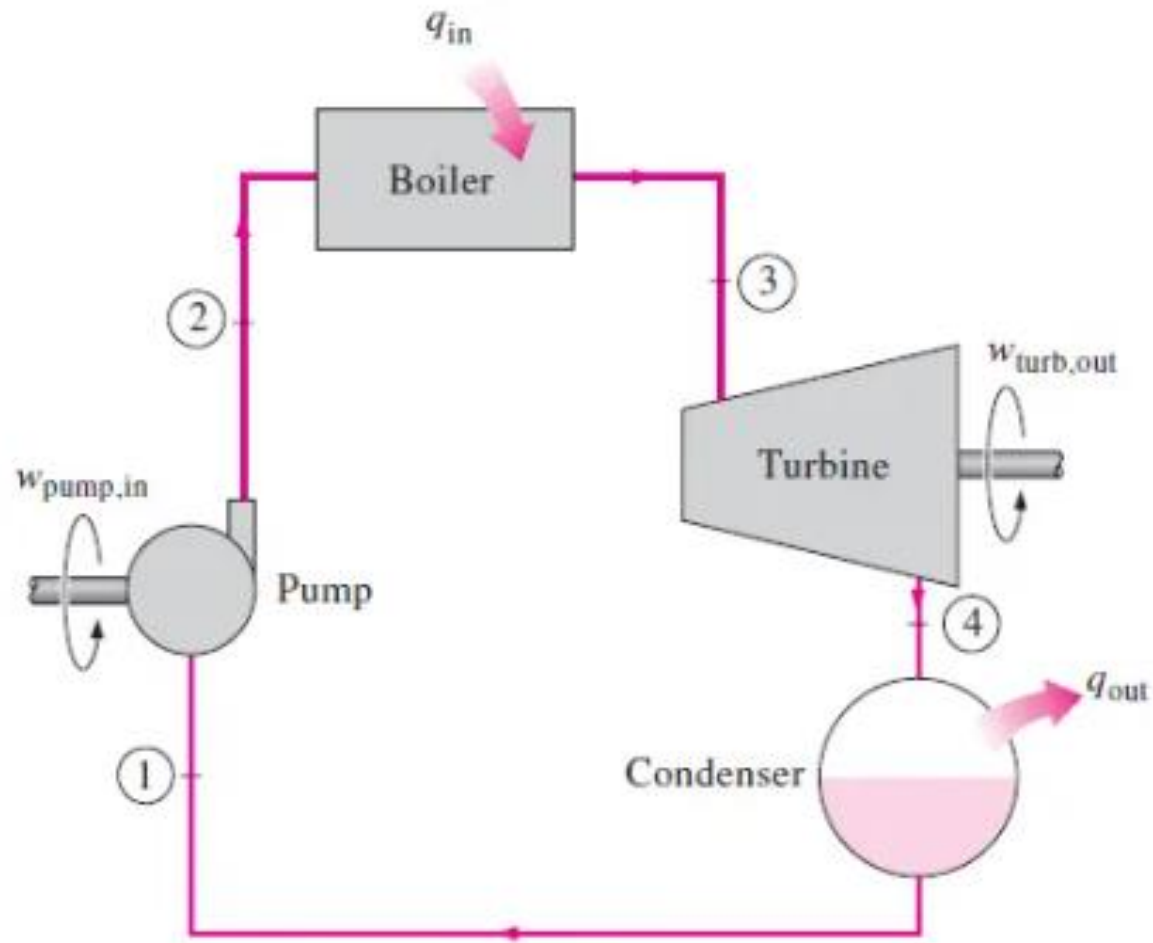 q_in
Boiler
3
2
w_turb,out
Turbine
w_pump,in
Pump
4
q_out
1
Condenser